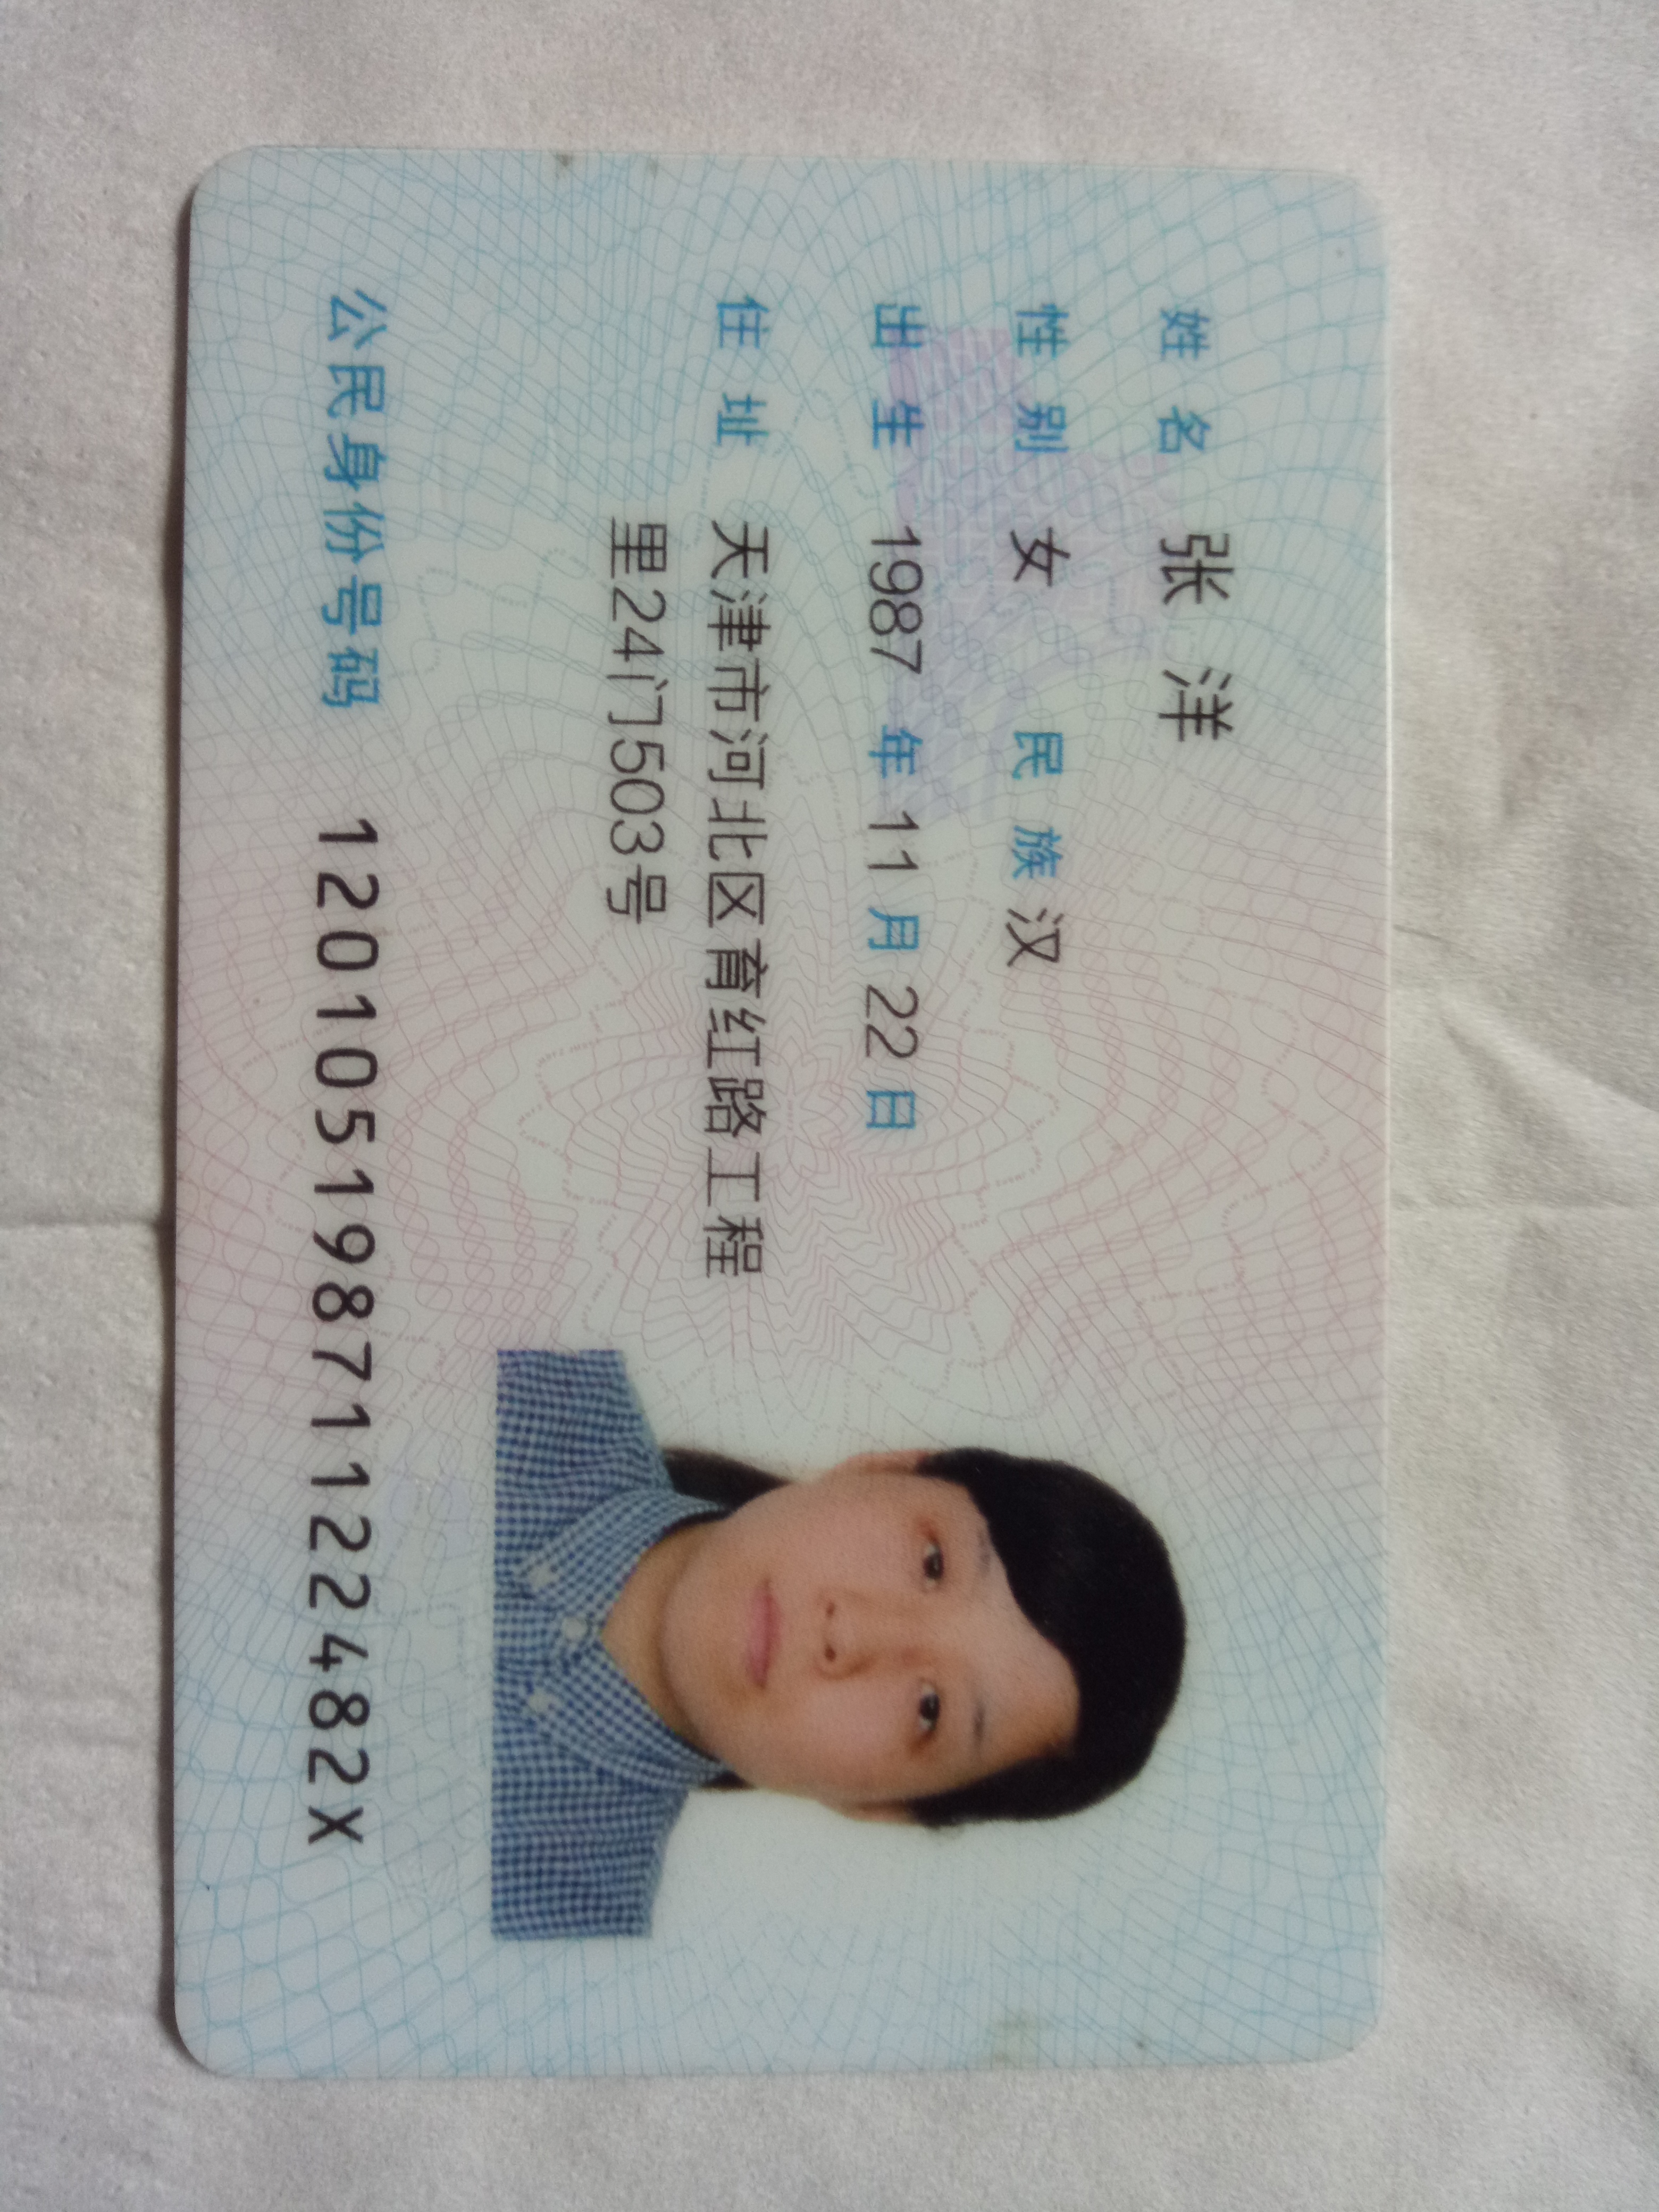 姓名 张洋
性别 女 民族 汉
出生 1987 年 11 月 22 日
住址 天津市河北区育红路工程
里24门503号
公民身份号码 12010519871122482X